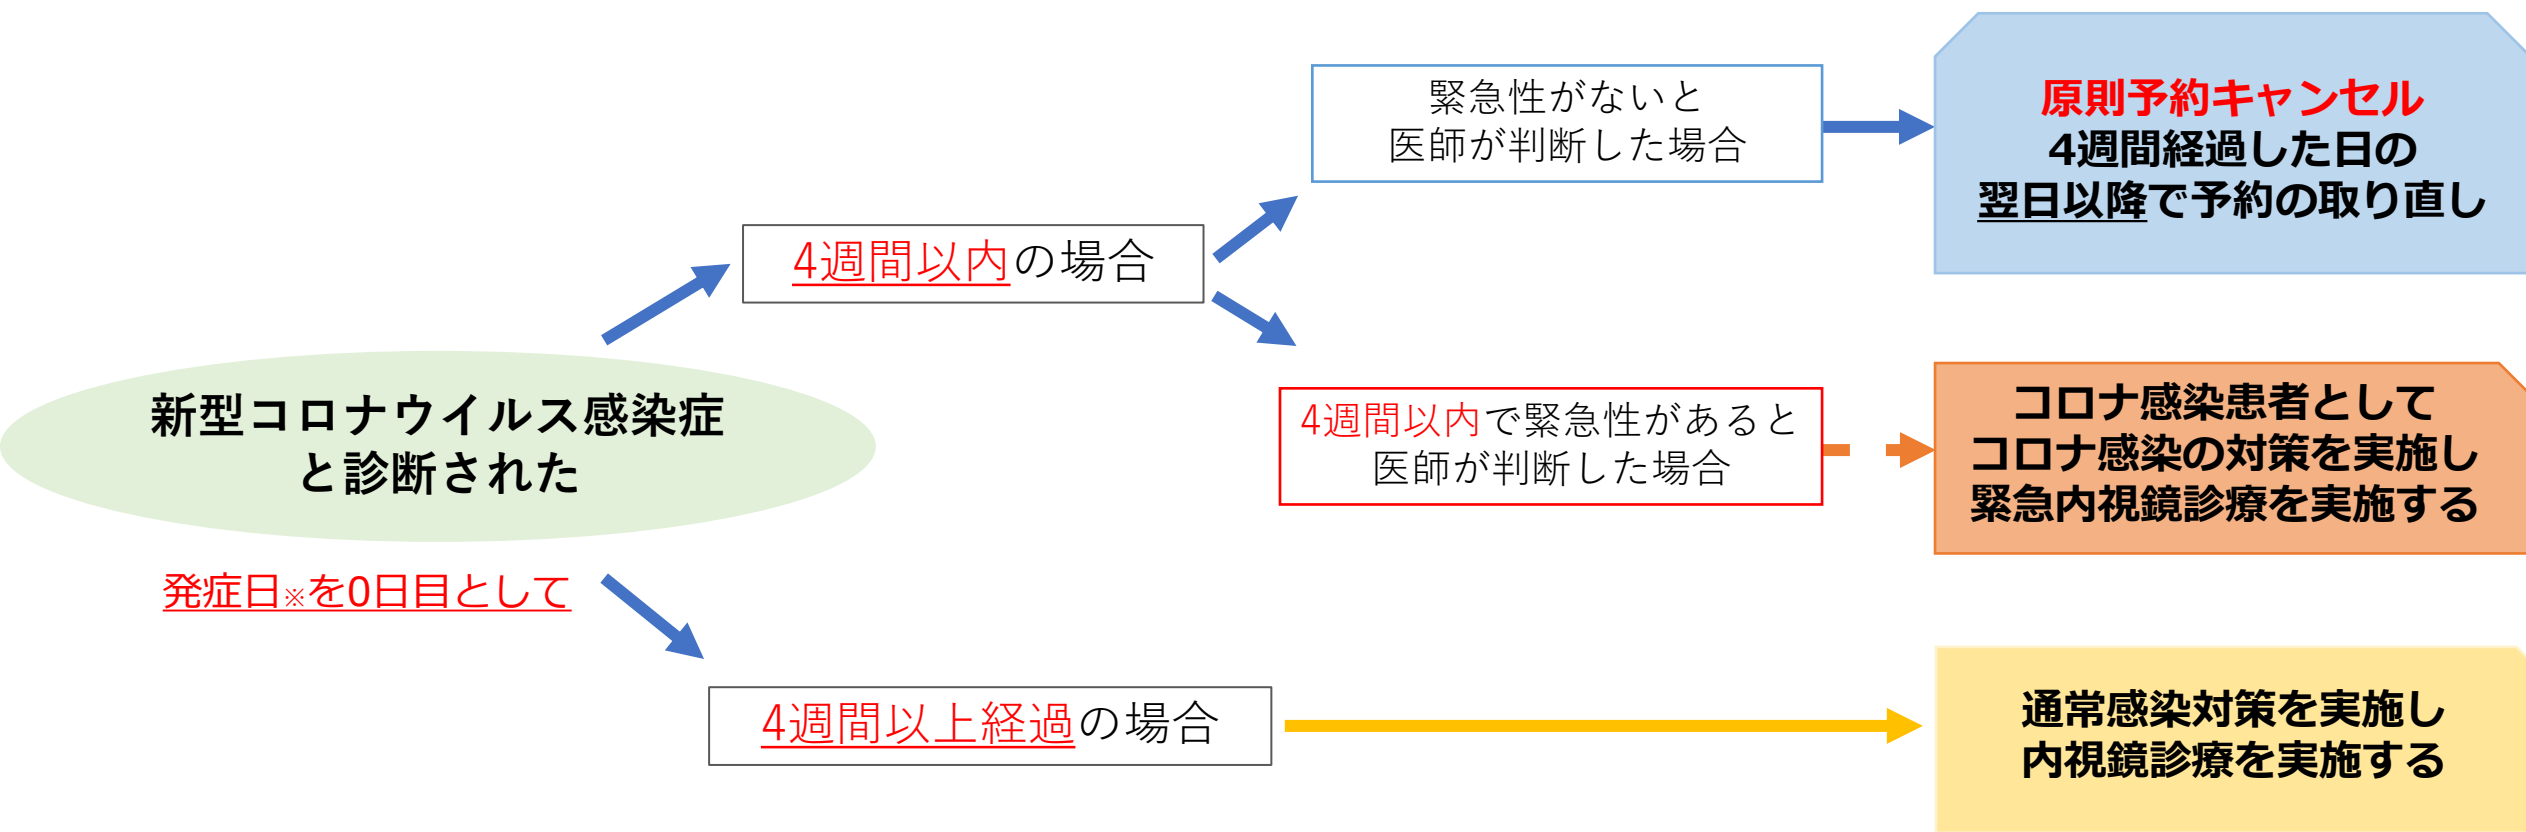 新型コロナウイルス感染症
と診断された
発症日※を0日目として
4週間以内の場合
緊急性がないと
医師が判断した場合
原則予約キャンセル
4週間経過した日の
翌日以降で予約の取り直し
4週間以内で緊急性があると
医師が判断した場合
コロナ感染患者として
コロナ感染の対策を実施し
緊急内視鏡診療を実施する
4週間以上経過の場合
通常感染対策を実施し
内視鏡診療を実施する